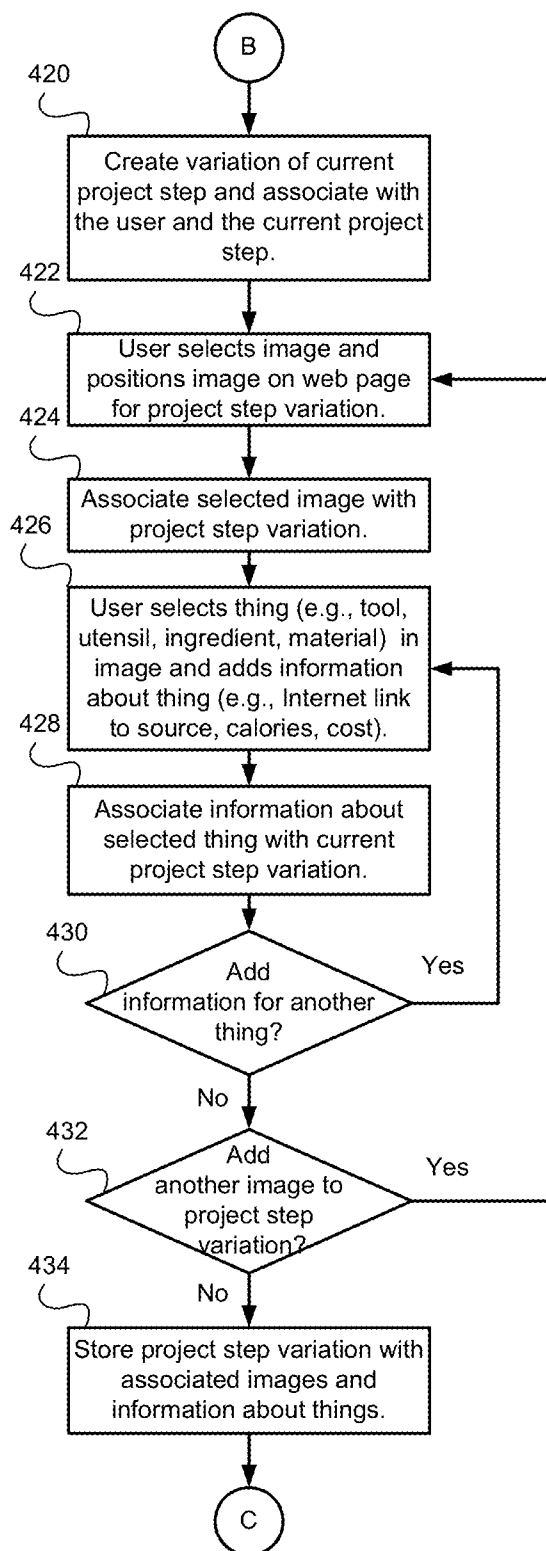 B
420
Create variation of current
project step and associate with
the user and the current project
step.
422
User selects image and
positions image on web page
for project step variation.
424
Associate selected image with
project step variation.
426
User selects thing (e.g., tool,
utensil, ingredient, material) in
image and adds information
about thing (e.g., Internet link
to source, calories, cost).
428
Associate information about
selected thing with current
project step variation.
430
Add
information for another
thing?
Yes
No
432
Add
another image to
project step
variation?
Yes
No
434
Store project step variation with
associated images and
information about things.
C